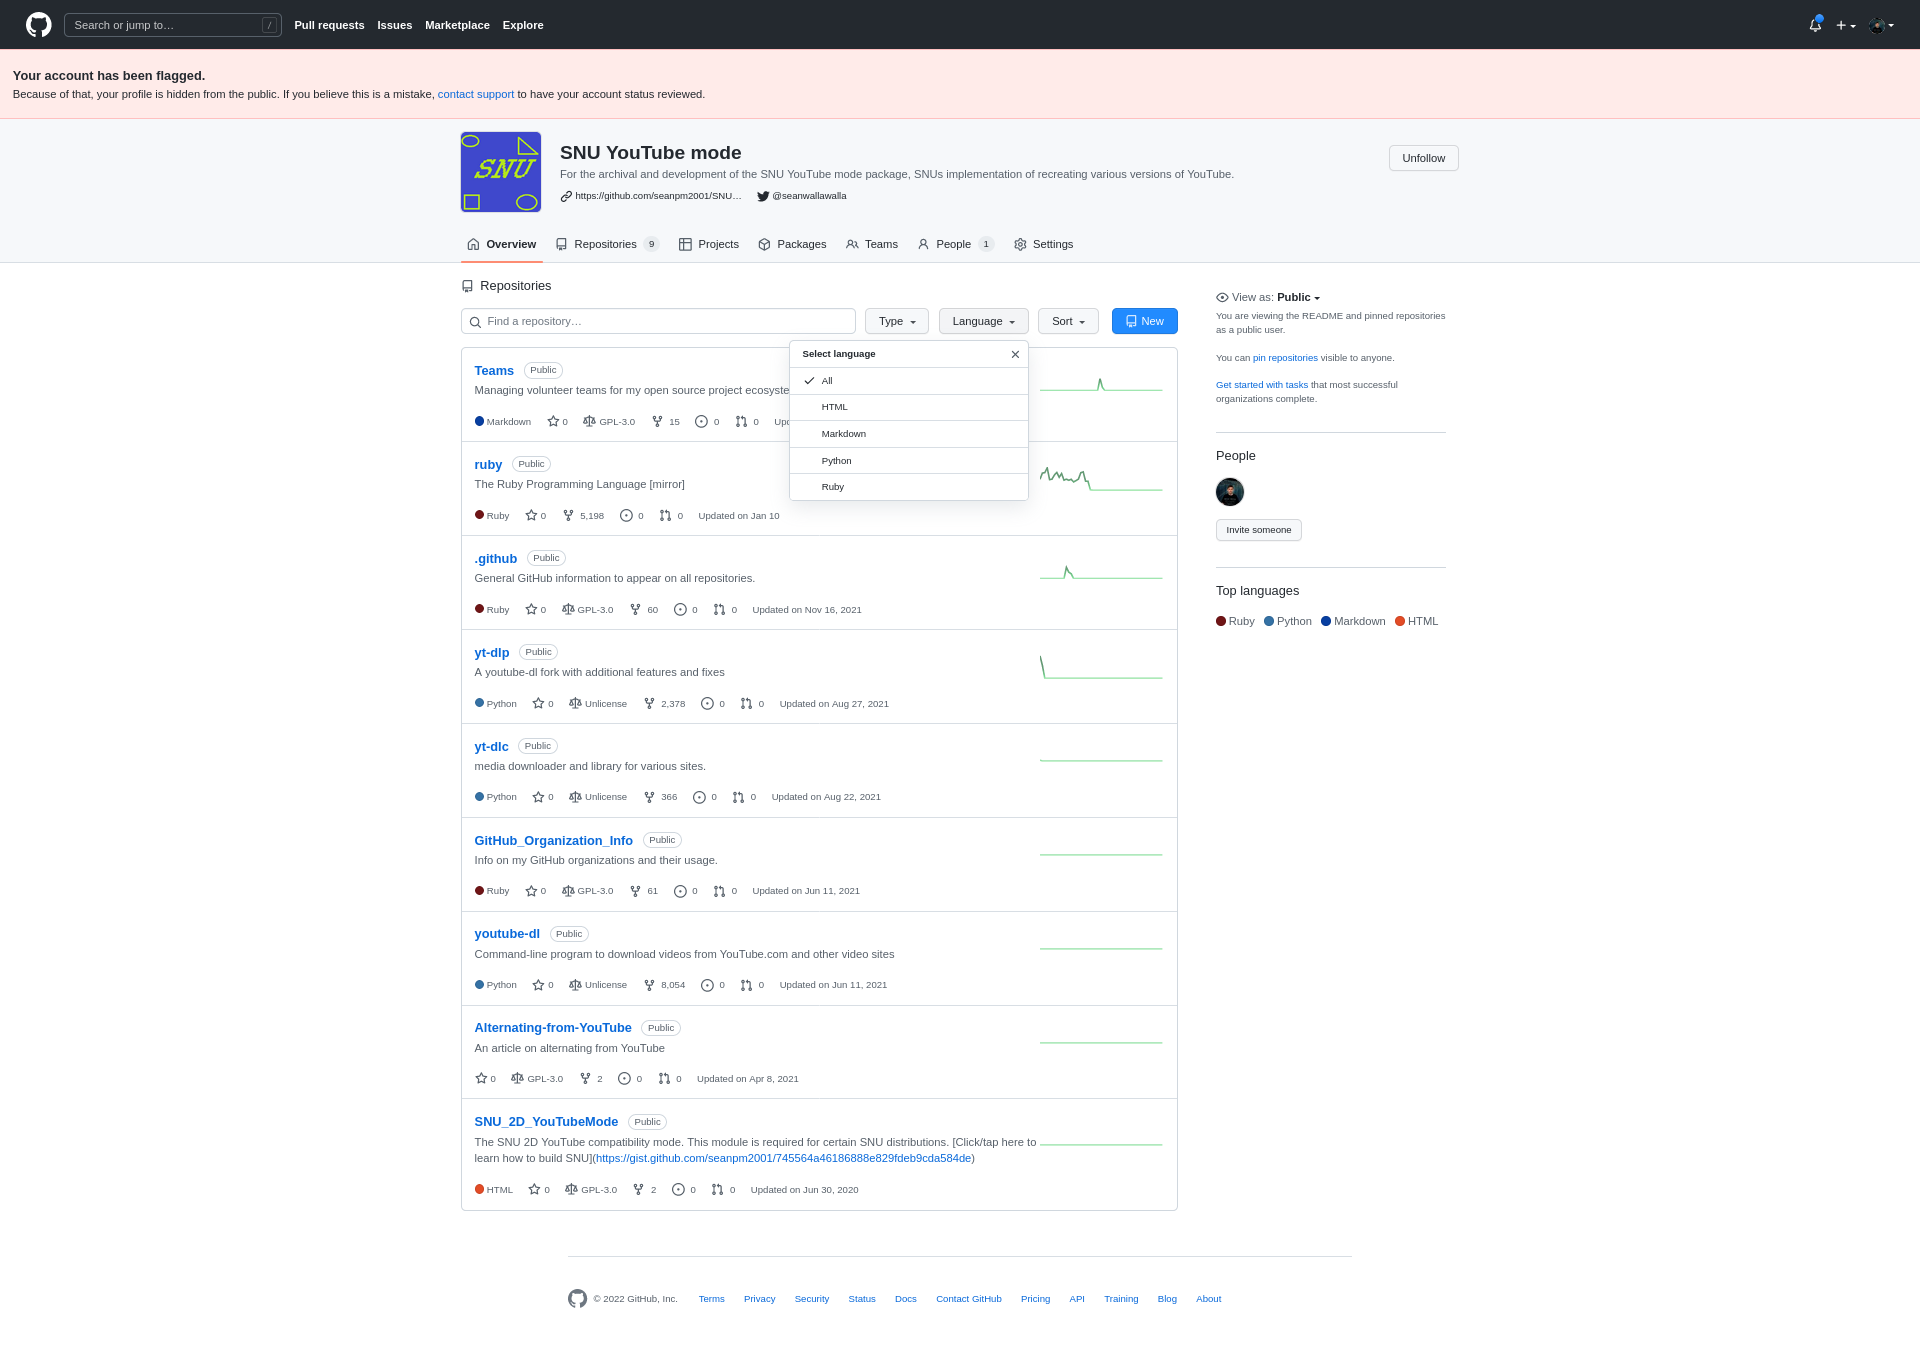 Search or jump to… /
Pull requests Issues Marketplace Explore
Your account has been flagged.
Because of that, your profile is hidden from the public. If you believe this is a mistake, contact support to have your account status reviewed.
SNU
SNU YouTube mode
Unfollow
For the archival and development of the SNU YouTube mode package, SNUs implementation of recreating various versions of YouTube.
https://github.com/seanpm2001/SNU… @seanwallawalla
Overview Repositories 9 Projects Packages Teams People 1 Settings
Repositories
Find a repository…
Type Language Sort New
Select language
All
HTML
Markdown
Python
Ruby
Teams Public
Managing volunteer teams for my open source project ecosyste
Markdown 0 GPL-3.0 15 0 0 Upd
ruby Public
The Ruby Programming Language [mirror]
Ruby 0 5,198 0 0 Updated on Jan 10
.github Public
General GitHub information to appear on all repositories.
Ruby 0 GPL-3.0 60 0 0 Updated on Nov 16, 2021
yt-dlp Public
A youtube-dl fork with additional features and fixes
Python 0 Unlicense 2,378 0 0 Updated on Aug 27, 2021
yt-dlc Public
media downloader and library for various sites.
Python 0 Unlicense 366 0 0 Updated on Aug 22, 2021
GitHub_Organization_Info Public
Info on my GitHub organizations and their usage.
Ruby 0 GPL-3.0 61 0 0 Updated on Jun 11, 2021
youtube-dl Public
Command-line program to download videos from YouTube.com and other video sites
Python 0 Unlicense 8,054 0 0 Updated on Jun 11, 2021
Alternating-from-YouTube Public
An article on alternating from YouTube
0 GPL-3.0 2 0 0 Updated on Apr 8, 2021
SNU_2D_YouTubeMode Public
The SNU 2D YouTube compatibility mode. This module is required for certain SNU distributions. [Click/tap here to
learn how to build SNU](https://gist.github.com/seanpm2001/745564a46186888e829fdeb9cda584de)
HTML 0 GPL-3.0 2 0 0 Updated on Jun 30, 2020
View as: Public
You are viewing the README and pinned repositories
as a public user.
You can pin repositories visible to anyone.
Get started with tasks that most successful
organizations complete.
People
Invite someone
Top languages
Ruby Python Markdown HTML
© 2022 GitHub, Inc. Terms Privacy Security Status Docs Contact GitHub Pricing API Training Blog About